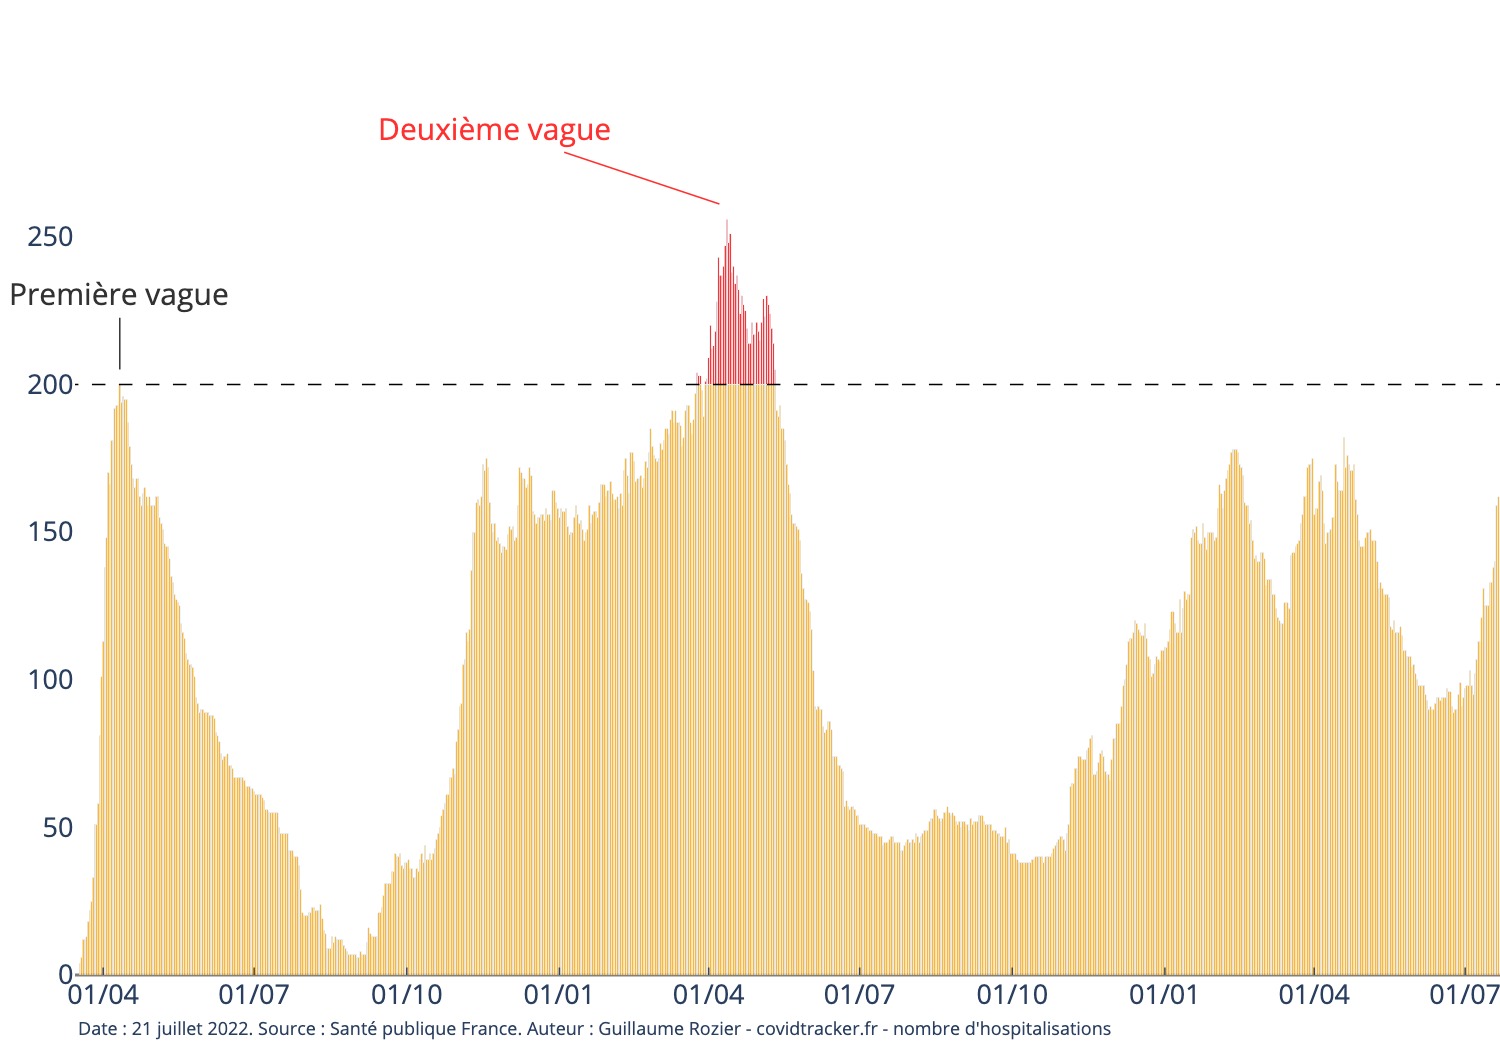 Deuxième vague
250
Première vague
200
150
100
50
0
01/04 01/07 01/10 01/01 01/04 01/07 01/10 01/01 01/04 01/07
Date : 21 juillet 2022. Source : Santé publique France. Auteur : Guillaume Rozier - covidtracker.fr - nombre d'hospitalisations